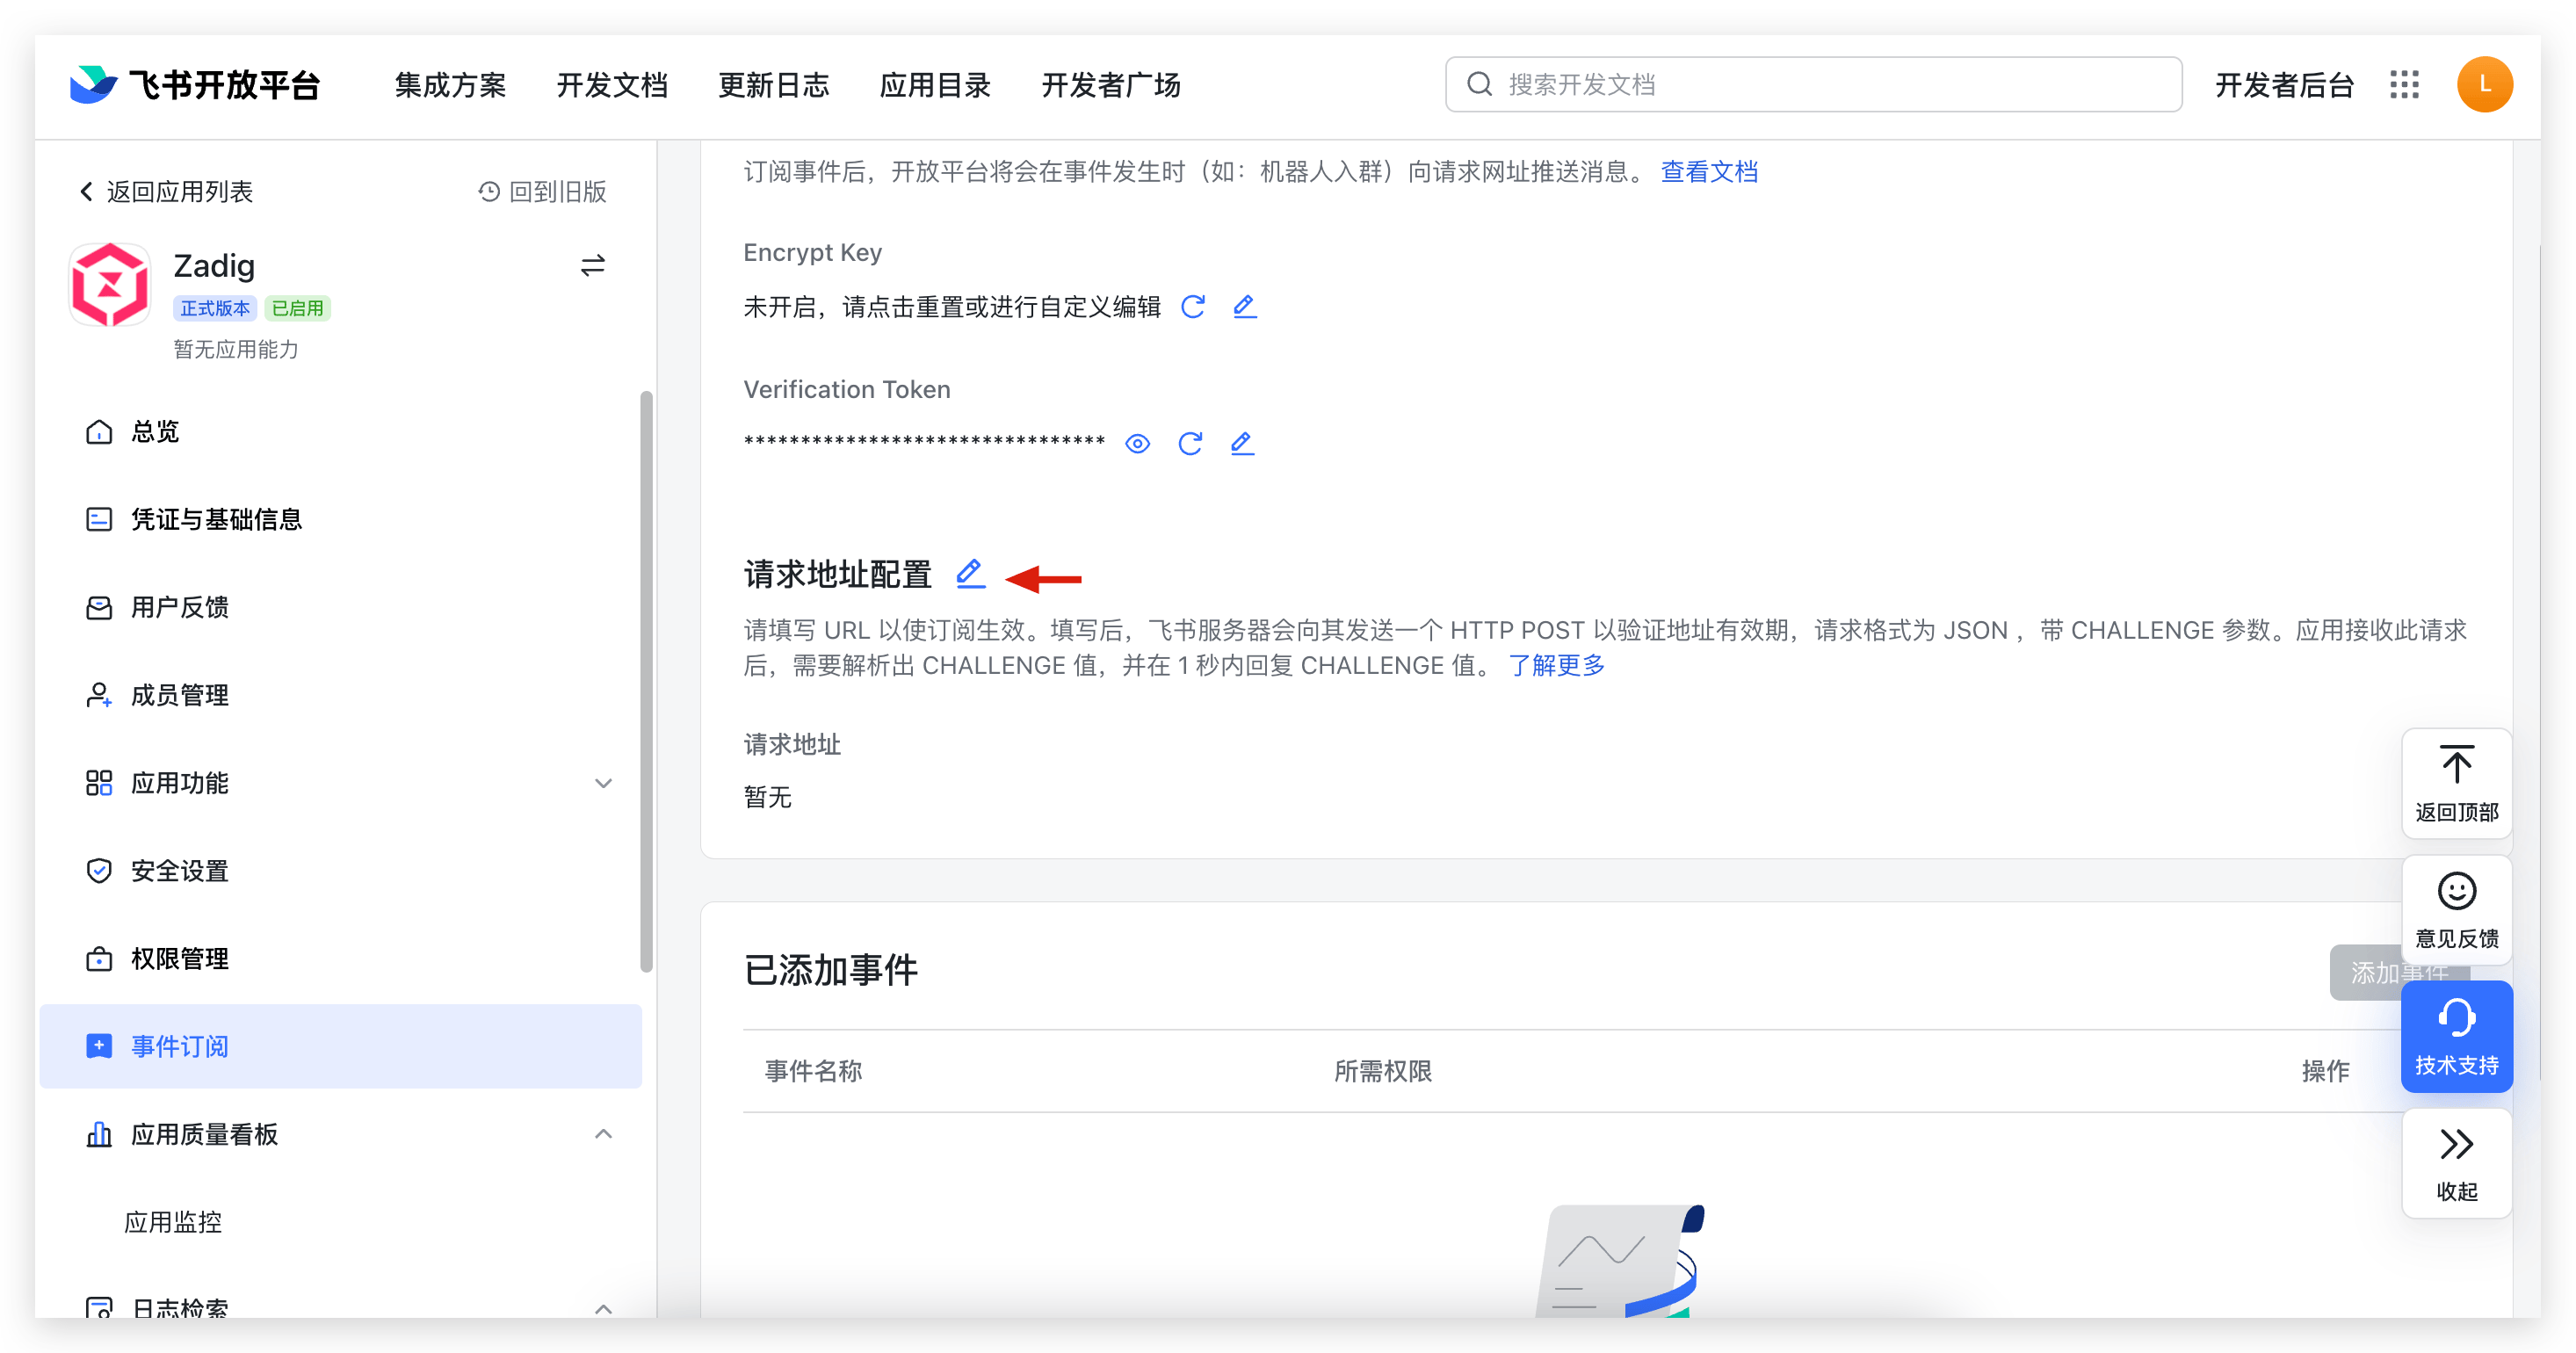 飞书开放平台
集成方案
开发文档
更新日志
应用目录
开发者广场
搜索开发文档
开发者后台
L
返回应用列表
回到旧版
Zadig
正式版本
已启用
暂无应用能力
总览
凭证与基础信息
用户反馈
成员管理
应用功能
安全设置
权限管理
事件订阅
应用质量看板
应用监控
日志检索
订阅事件后，开放平台将会在事件发生时（如：机器人入群）向请求网址推送消息。 查看文档
Encrypt Key
未开启，请点击重置或进行自定义编辑
Verification Token
********************************
请求地址配置
请填写 URL 以使订阅生效。填写后，飞书服务器会向其发送一个 HTTP POST 以验证地址有效期，请求格式为 JSON ，带 CHALLENGE 参数。应用接收此请求
后，需要解析出 CHALLENGE 值，并在 1 秒内回复 CHALLENGE 值。 了解更多
请求地址
暂无
已添加事件
添加事件
事件名称
所需权限
操作
返回顶部
意见反馈
技术支持
收起